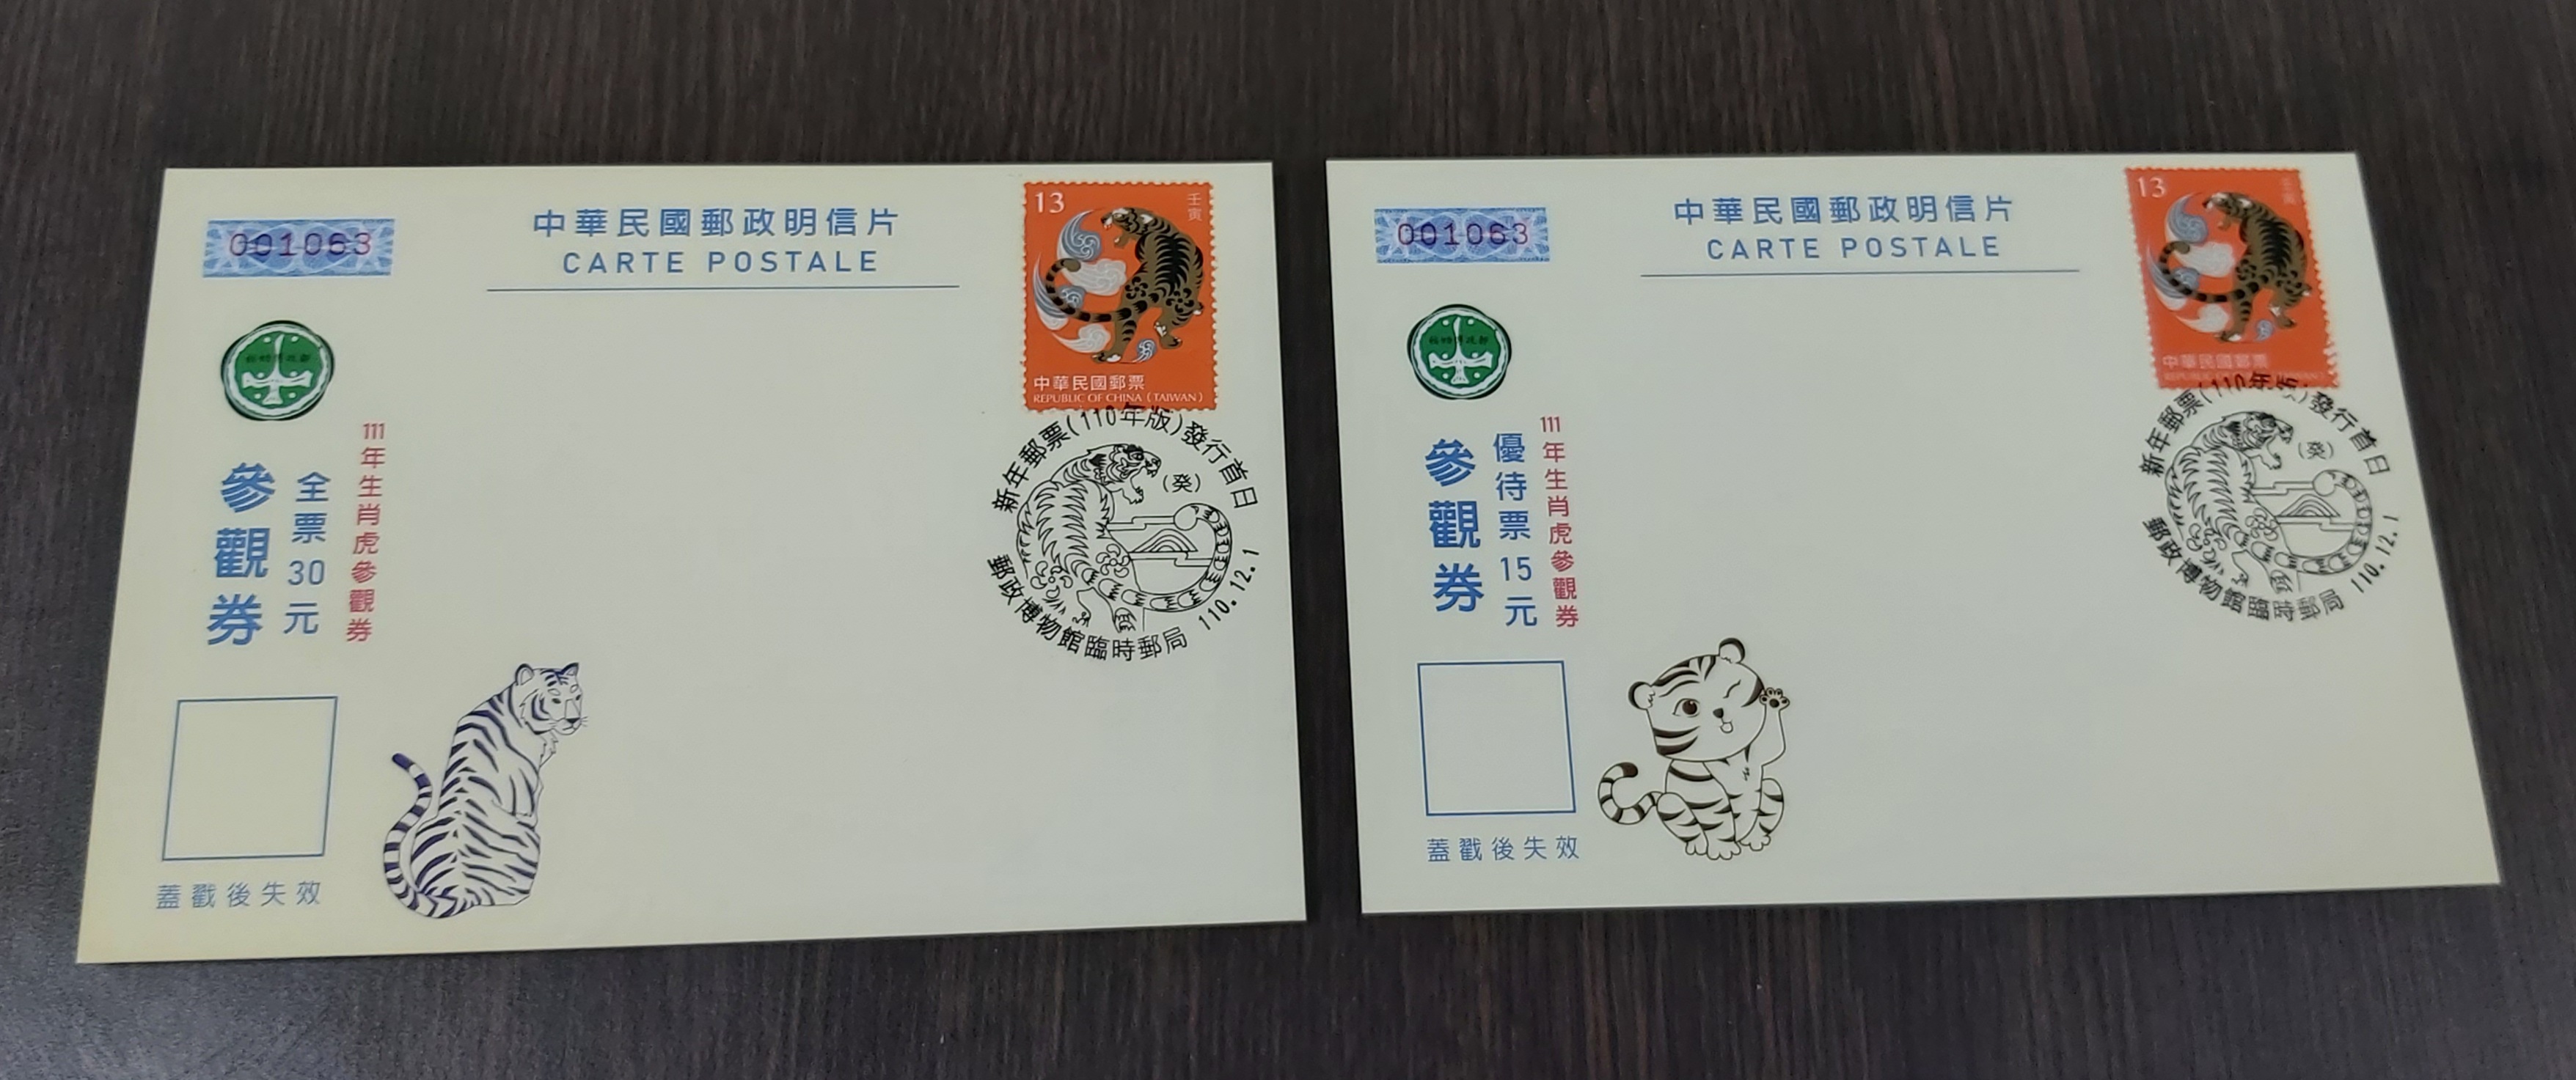 001063
中華民國郵政明信片
CARTE POSTALE
13
壬寅
中華民國郵票
REPUBLIC OF CHINA (TAIWAN)
新年郵票(110年版)發行首日
(癸)
郵政博物館臨時郵局 110.12.1
111年生肖虎參觀券
全票30元
參觀券
蓋戳後失效
001063
中華民國郵政明信片
CARTE POSTALE
13
壬寅
中華民國郵票
新年郵票(110年版)發行首日
(癸)
郵政博物館臨時郵局 110.12.1
111年生肖虎參觀券
優待票15元
參觀券
蓋戳後失效